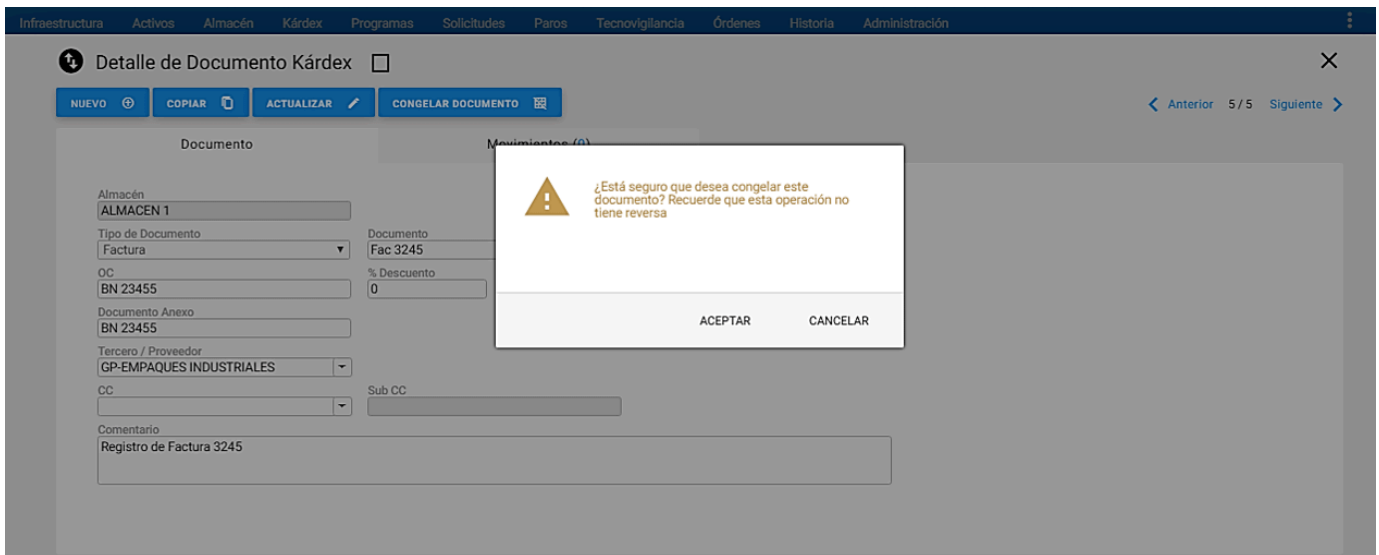 Infraestructura Activos Almacén Kárdex Programas Solicitudes Paros Tecnovigilancia Órdenes Historia Administración
Detalle de Documento Kárdex
NUEVO COPIAR ACTUALIZAR CONGELAR DOCUMENTO Anterior 5 / 5 Siguiente
Documento Movimientos (0)
¿Está seguro que desea congelar este
documento? Recuerde que esta operación no
tiene reversa
ACEPTAR CANCELAR
Almacén
ALMACEN 1
Tipo de Documento Documento
Factura Fac 3245
OC % Descuento
BN 23455 0
Documento Anexo
BN 23455
Tercero / Proveedor
GP-EMPAQUES INDUSTRIALES
CC Sub CC
Comentario
Registro de Factura 3245